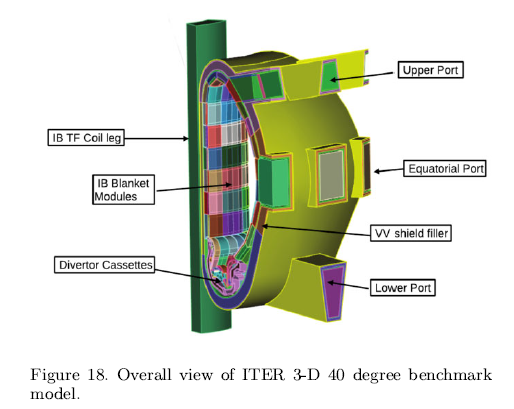 Upper Port
IB TF Coil leg
Equatorial Port
IB Blanket
Modules
VV shield filler
Divertor Cassettes
Lower Port
Figure 18. Overall view of ITER 3-D 40 degree benchmark
model.